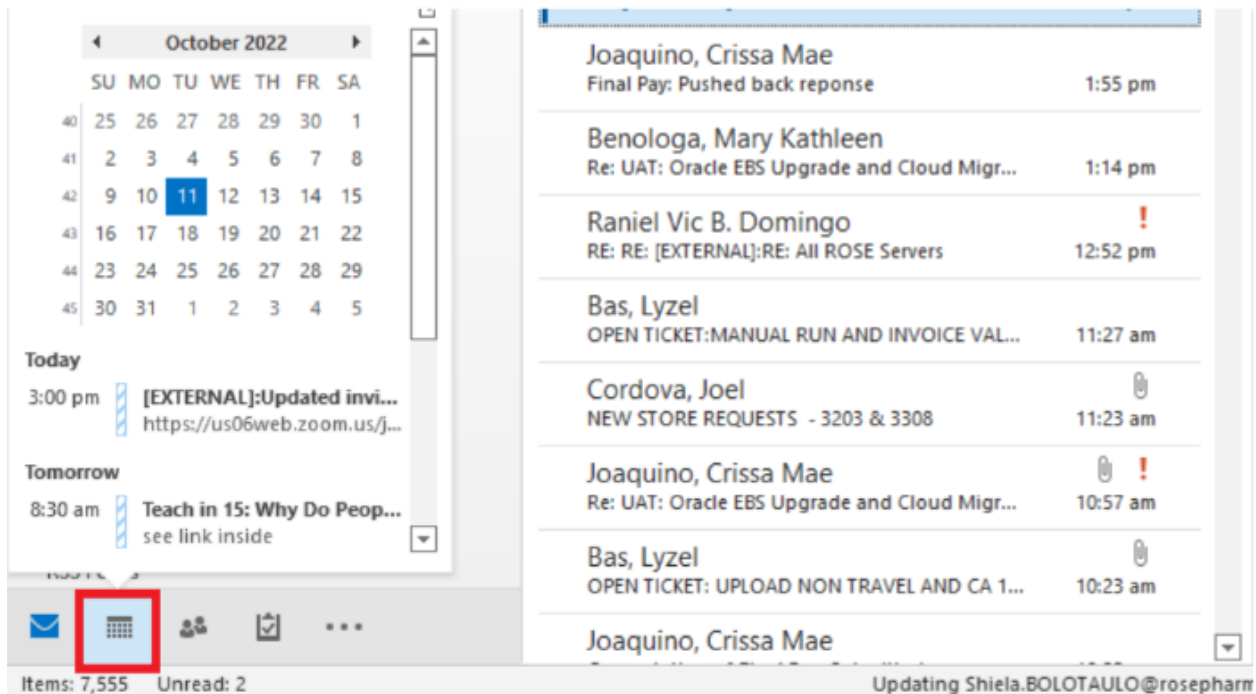 October 2022
SU MO TU WE TH FR SA
40 25 26 27 28 29 30 1
41 2 3 4 5 6 7 8
42 9 10 11 12 13 14 15
43 16 17 18 19 20 21 22
44 23 24 25 26 27 28 29
45 30 31 1 2 3 4 5
Today
3:00 pm [EXTERNAL]:Updated invi...
https://us06web.zoom.us/j...
Tomorrow
8:30 am Teach in 15: Why Do Peop...
see link inside
Joaquino, Crissa Mae
Final Pay: Pushed back reponse 1:55 pm
Benologa, Mary Kathleen
Re: UAT: Oracle EBS Upgrade and Cloud Migr... 1:14 pm
Raniel Vic B. Domingo !
RE: RE: [EXTERNAL]:RE: All ROSE Servers 12:52 pm
Bas, Lyzel
OPEN TICKET:MANUAL RUN AND INVOICE VAL... 11:27 am
Cordova, Joel
NEW STORE REQUESTS - 3203 & 3308 11:23 am
Joaquino, Crissa Mae !
Re: UAT: Oracle EBS Upgrade and Cloud Migr... 10:57 am
Bas, Lyzel
OPEN TICKET: UPLOAD NON TRAVEL AND CA 1... 10:23 am
Joaquino, Crissa Mae
Items: 7,555 Unread: 2
Updating Shiela.BOLOTAULO@rosepharm